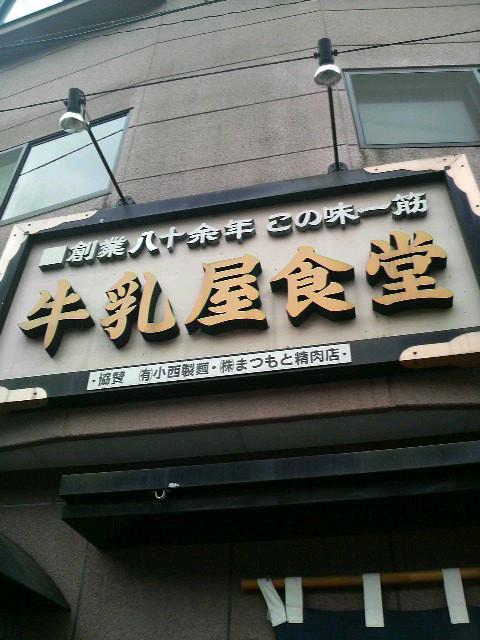 ■創業八十余年 この味一筋
牛乳屋食堂
・協賛 ㈲小西製麺・㈱まつもと精肉店・